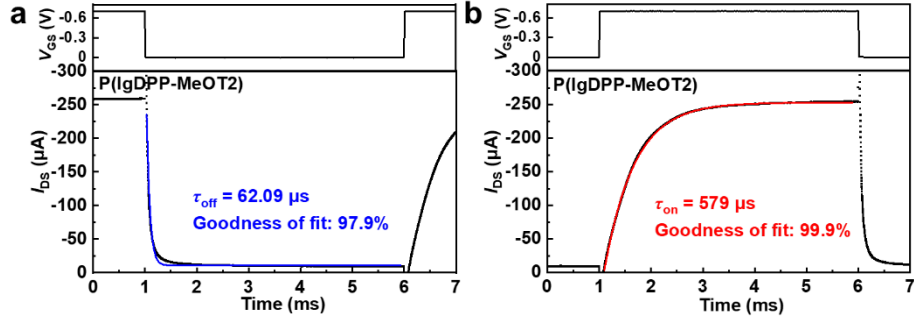 a
b
-0.6
-0.3
0
V_GS (V)
-0.6
-0.3
0
V_GS (V)
-300
-250
-200
-150
-100
-50
0
I_DS (µA)
P(lgDPP-MeOT2)
τ_off = 62.09 µs
Goodness of fit: 97.9%
0 1 2 3 4 5 6 7
Time (ms)
-300
-250
-200
-150
-100
-50
0
I_DS (µA)
P(lgDPP-MeOT2)
τ_on = 579 µs
Goodness of fit: 99.9%
0 1 2 3 4 5 6 7
Time (ms)